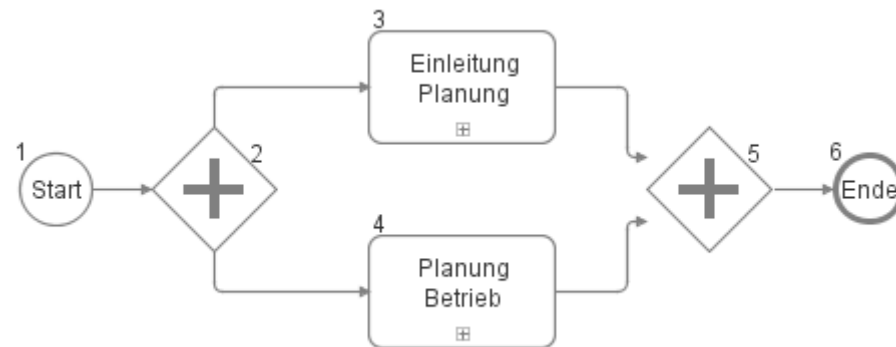 1
Start
2
3
Einleitung
Planung
4
Planung
Betrieb
5
6
Ende